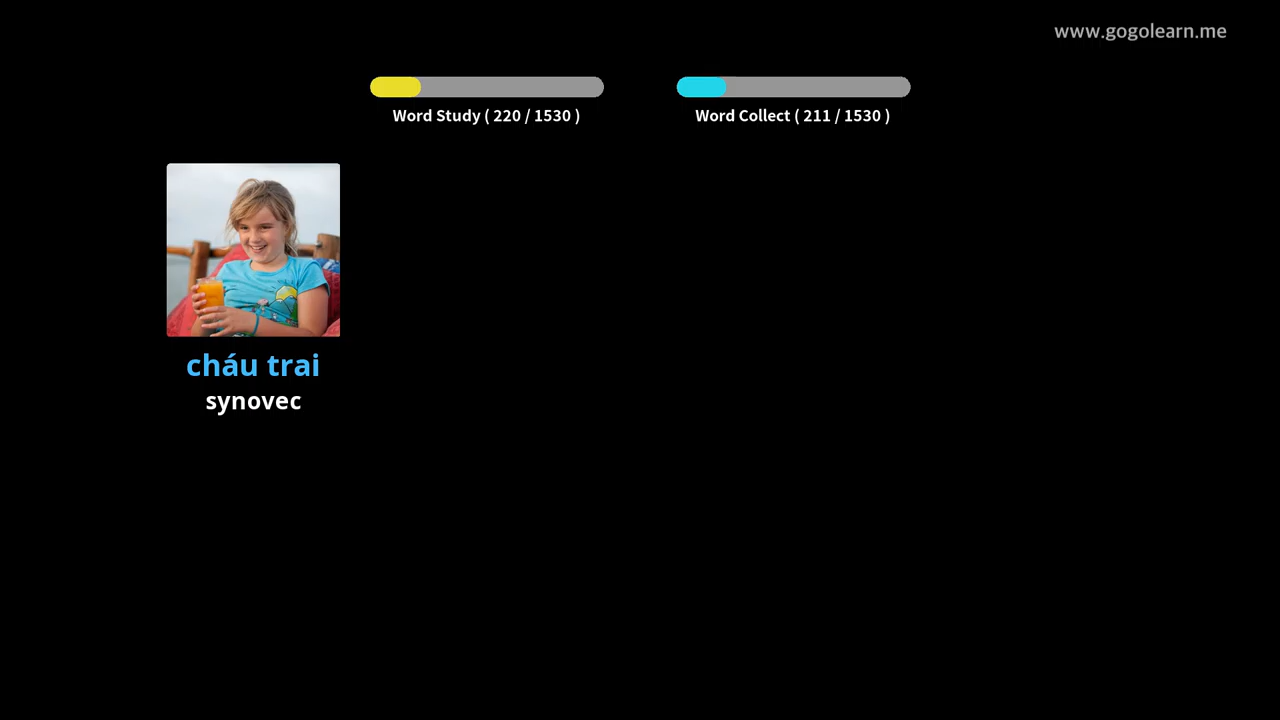 www.gogolearn.me
Word Study ( 220 / 1530 )
Word Collect ( 211 / 1530 )
cháu trai
synovec